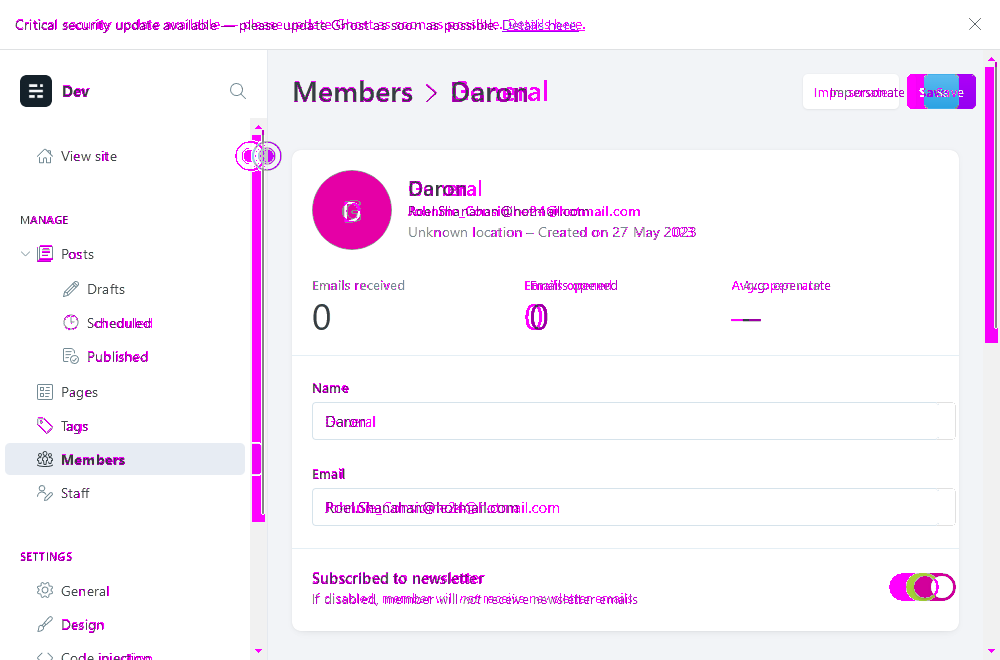 Critical security update available — please update Ghost as soon as possible. Details here.
Dev
Members >
Impersonate
Save
View site
MANAGE
Posts
Unknown location – Created on 27 May 2023
Drafts
Emails received
Emails opened
Avg. open rate
Scheduled
0
0
—
Published
Pages
Name
Tags
Members
Email
Staff
SETTINGS
Subscribed to newsletter
General
If disabled, member will not receive newsletter emails
Design
Code injection